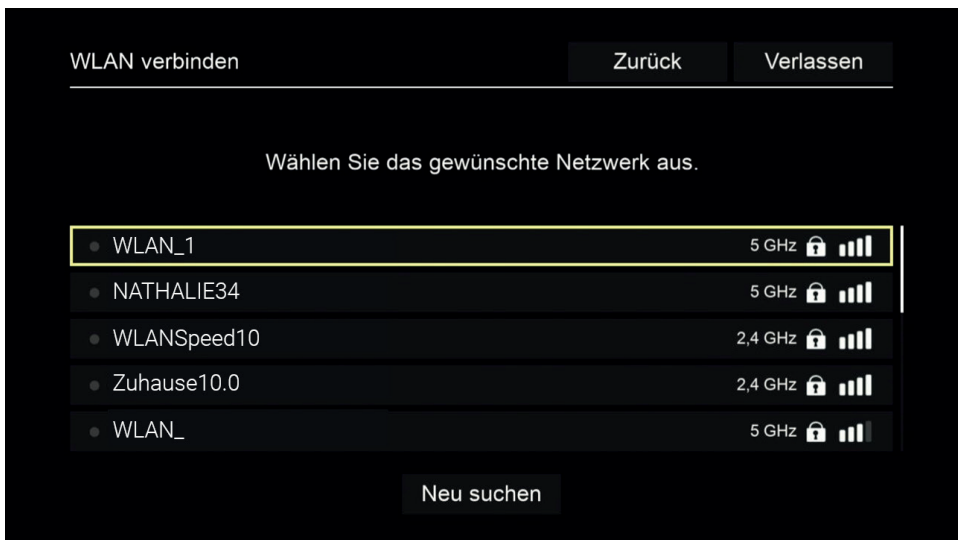 WLAN verbinden Zurück Verlassen
Wählen Sie das gewünschte Netzwerk aus.
WLAN_1 5 GHz
NATHALIE34 5 GHz
WLANSpeed10 2,4 GHz
Zuhause10.0 2,4 GHz
WLAN_ 5 GHz
Neu suchen